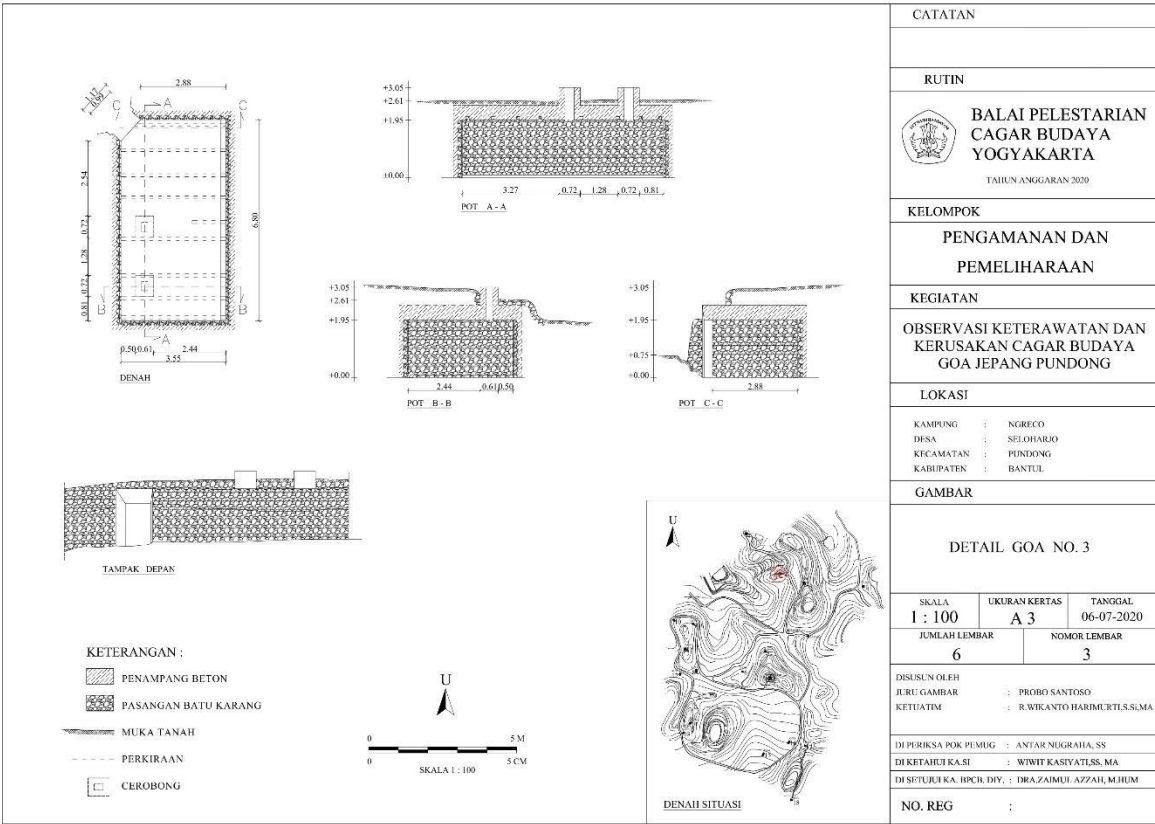 2.88
1.17
0.99
C
A
C
2.54
0.72
1.28
0.72
0.81
6.80
B
B
A
0.50
0.61
2.44
3.55
DENAH
+3.05
+2.61
+1.95
±0.00
3.27
0.72
1.28
0.72
0.81
POT A - A
+3.05
+2.61
+1.95
±0.00
2.44
0.61
0.50
POT B - B
+3.05
+1.95
+0.75
±0.00
2.88
POT C - C
TAMPAK DEPAN
KETERANGAN :
PENAMPANG BETON
PASANGAN BATU KARANG
MUKA TANAH
PERKIRAAN
CEROBONG
U
0 5 M
0 5 CM
SKALA 1 : 100
U
DENAH SITUASI
CATATAN
RUTIN
BALAI PELESTARIAN
CAGAR BUDAYA
YOGYAKARTA
TAHUN ANGGARAN 2020
KELOMPOK
PENGAMANAN DAN
PEMELIHARAAN
KEGIATAN
OBSERVASI KETERAWATAN DAN
KERUSAKAN CAGAR BUDAYA
GOA JEPANG PUNDONG
LOKASI
KAMPUNG : NGRECO
DESA : SELOHARJO
KECAMATAN : PUNDONG
KABUPATEN : BANTUL
GAMBAR
DETAIL GOA NO. 3
SKALA UKURAN KERTAS TANGGAL
1 : 100 A 3 06-07-2020
JUMLAH LEMBAR NOMOR LEMBAR
6 3
DISUSUN OLEH
JURU GAMBAR : PROBO SANTOSO
KETUATIM : R.WIKANTO HARIMURTI,S.Si,MA
DI PERIKSA POK PEMUG : ANTAR NUGRAHA, SS
DI KETAHUI KA.SI : WIWIT KASIYATI,SS, MA
DI SETUJUI KA. BPCB, DIY, : DRA,ZAIMUL AZZAH, M.HUM
NO. REG :